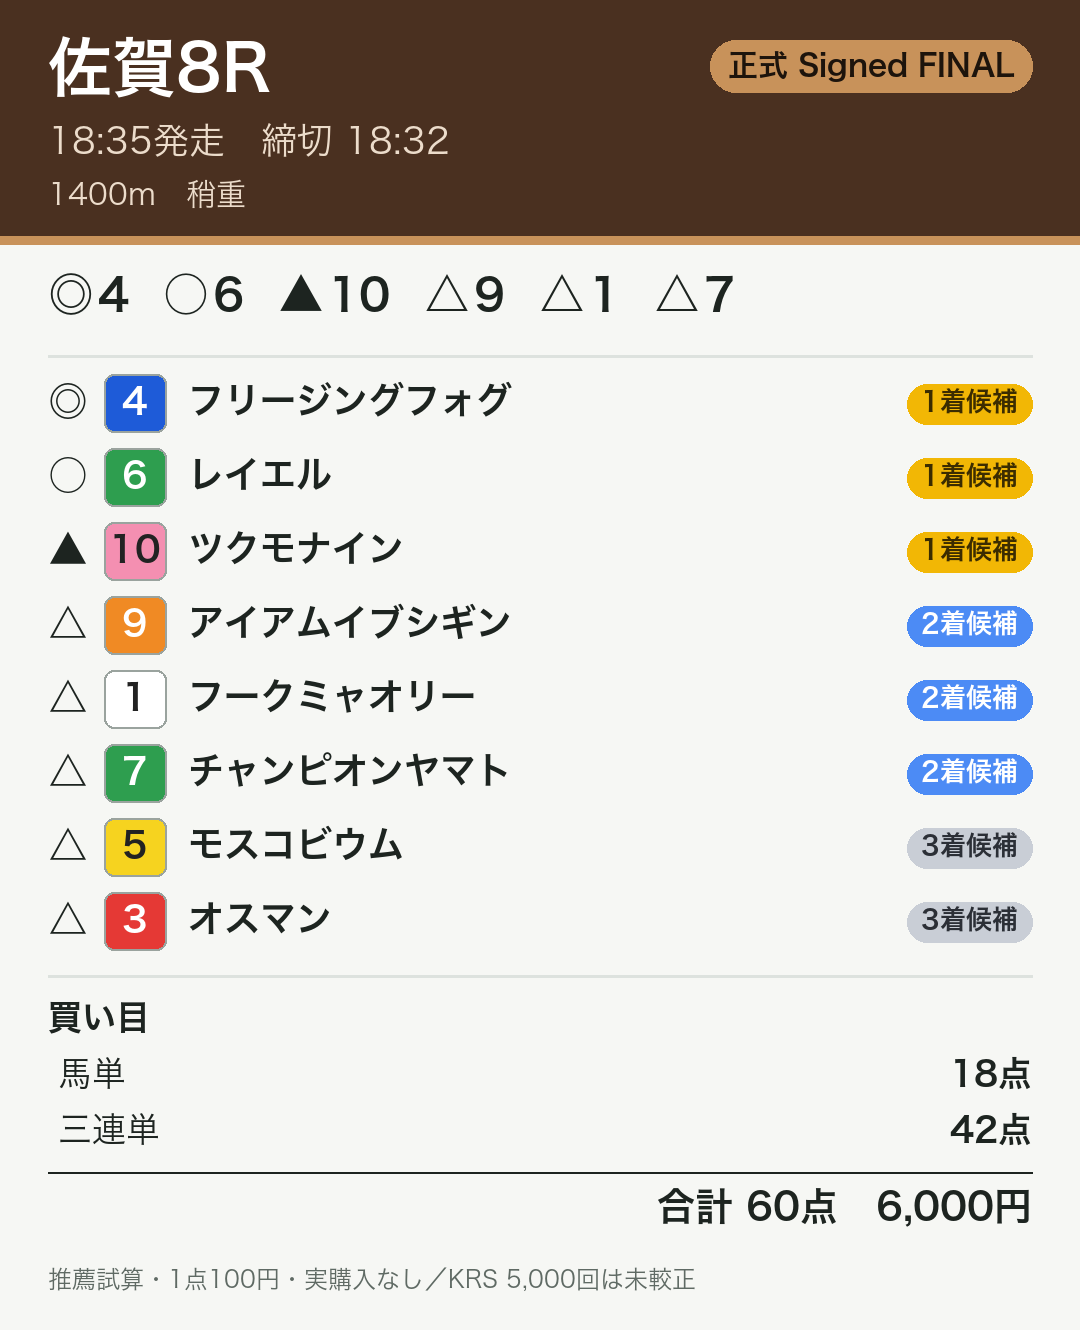 佐賀8R
正式 Signed FINAL
18:35発走　締切 18:32
1400m　稍重
◎4 ○6 ▲10 △9 △1 △7
◎ 4 フリージングフォグ 1着候補
○ 6 レイエル 1着候補
▲ 10 ツクモナイン 1着候補
△ 9 アイアムイブシギン 2着候補
△ 1 フークミャオリー 2着候補
△ 7 チャンピオンヤマト 2着候補
△ 5 モスコビウム 3着候補
△ 3 オスマン 3着候補
買い目
馬単 18点
三連単 42点
合計 60点　6,000円
推薦試算・1点100円・実購入なし／KRS 5,000回は未較正